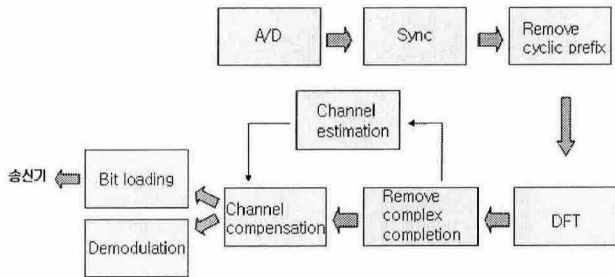 A/D
Sync
Remove
cyclic prefix
Channel
estimation
송신기
Bit loading
Channel
compensation
Remove
complex
completion
DFT
Demodulation